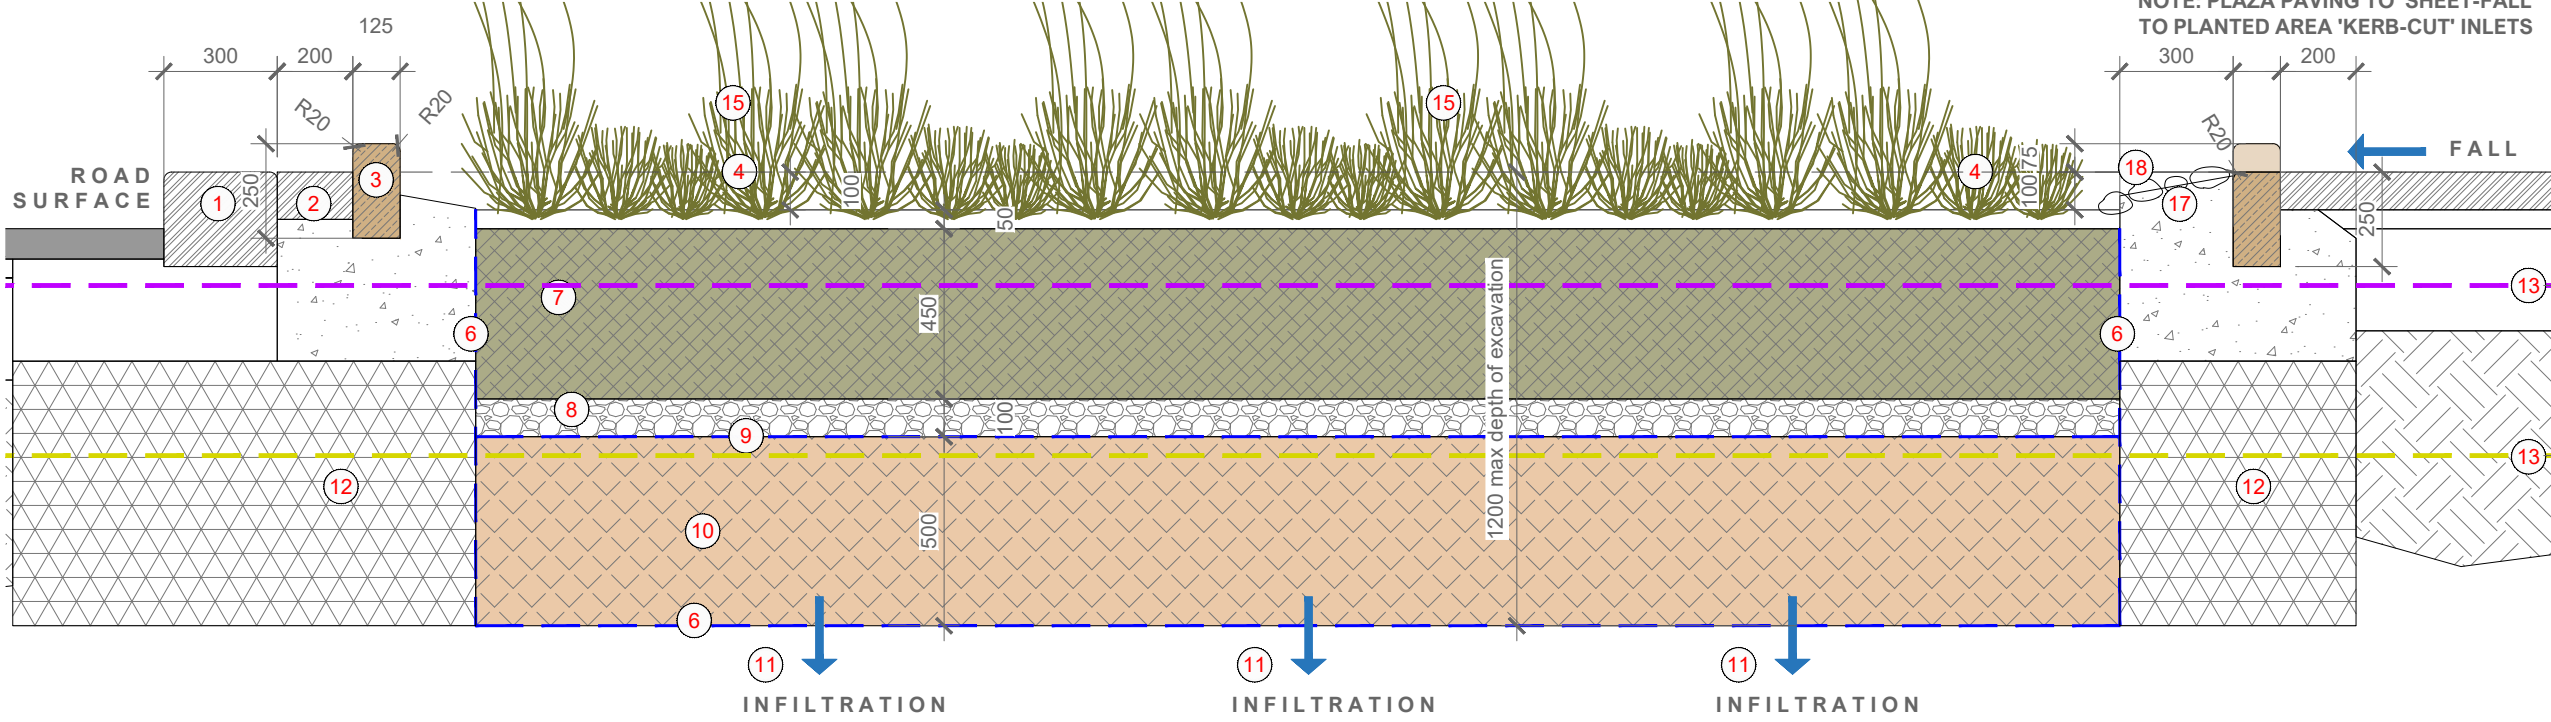 NOTE: PLAZA PAVING TO 'SHEET-FALL'
TO PLANTED AREA 'KERB-CUT' INLETS
125
300 200
300 200
R20 R20
R20
ROAD
SURFACE
FALL
250
1 2 3
15 15
4 4
100
50
75
100
18
17
250
13
7
6 6
450
1200 max depth of excavation
8
100
9
13
12 12
10
500
6
11 11 11
INFILTRATION INFILTRATION INFILTRATION